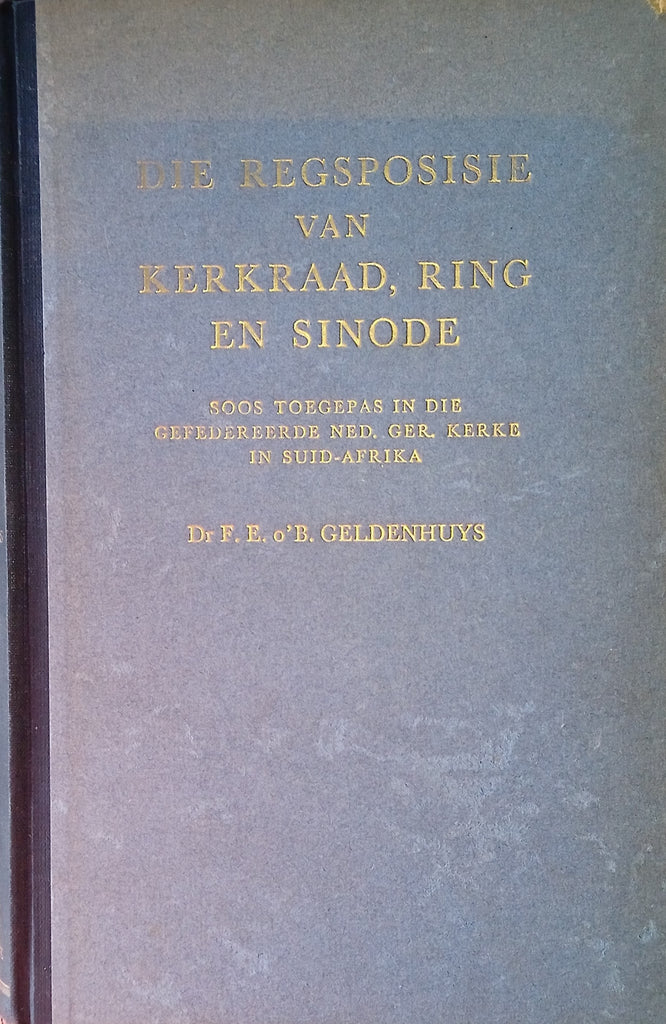 DIE REGSPOSISIE
VAN
KERKRAAD, RING
EN SINODE
SOOS TOEGEPAS IN DIE
GEFEDEREERDE NED. GER. KERKE
IN SUID-AFRIKA
Dr F. E. o'B. GELDENHUYS